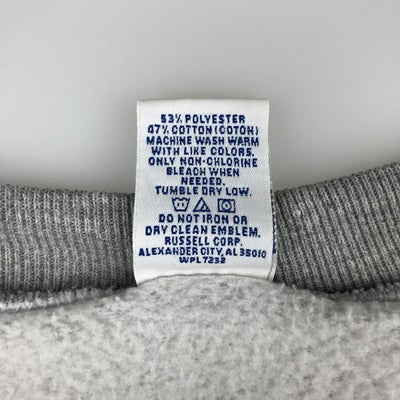 53% POLYESTER
47% COTTON (COTON)
MACHINE WASH WARM
WITH LIKE COLORS.
ONLY NON-CHLORINE
BLEACH WHEN
NEEDED.
TUMBLE DRY LOW.
DO NOT IRON OR
DRY CLEAN EMBLEM.
RUSSELL CORP.
ALEXANDER CITY, AL 35010
WPL 7232